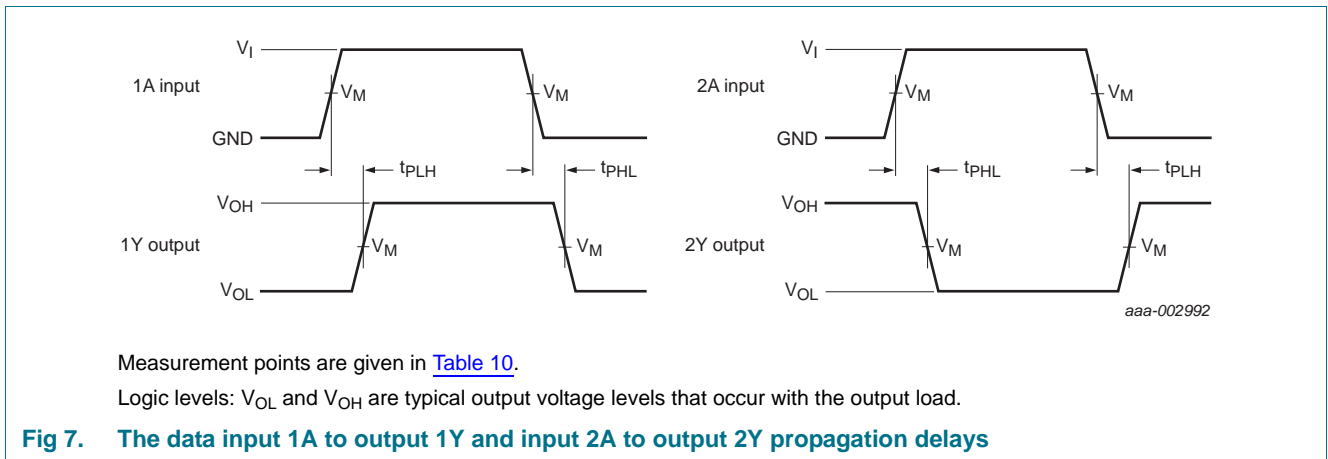 V_I
1A input
V_M
V_M
GND
t_PLH
t_PHL
V_OH
1Y output
V_M
V_M
V_OL
V_I
2A input
V_M
V_M
GND
t_PHL
t_PLH
V_OH
2Y output
V_M
V_M
V_OL
aaa-002992
Measurement points are given in Table 10.
Logic levels: V_OL and V_OH are typical output voltage levels that occur with the output load.
Fig 7. The data input 1A to output 1Y and input 2A to output 2Y propagation delays